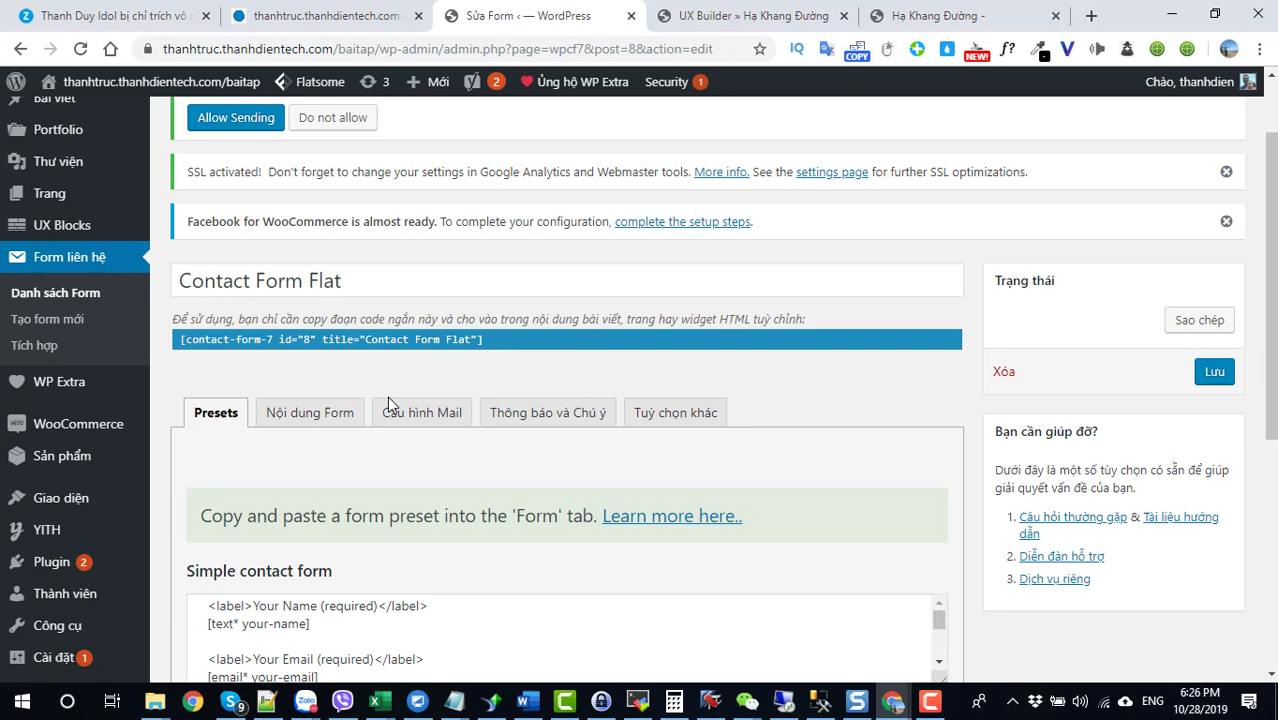 Thanh Duy Idol bị chỉ trích vô
thanhtruc.thanhdientech.com
Sửa Form ‹ — WordPress
UX Builder » Hạ Khang Đường
Hạ Khang Đường -
thanhtruc.thanhdientech.com/baitap/wp-admin/admin.php?page=wpcf7&post=8&action=edit
COPY
NEW!
thanhtruc.thanhdientech.com/baitap
Flatsome
3
Mới
2
Ủng hộ WP Extra
Security 1
Chào, thanhdien
Bài viết
Portfolio
Thư viện
Trang
UX Blocks
Form liên hệ
Danh sách Form
Tạo form mới
Tích hợp
WP Extra
WooCommerce
Sản phẩm
Giao diện
YITH
Plugin 2
Thành viên
Công cụ
Cài đặt 1
Allow Sending
Do not allow
SSL activated! Don't forget to change your settings in Google Analytics and Webmaster tools. More info. See the settings page for further SSL optimizations.
Facebook for WooCommerce is almost ready. To complete your configuration, complete the setup steps.
Contact Form Flat
Để sử dụng, bạn chỉ cần copy đoạn code ngắn này và cho vào trong nội dung bài viết, trang hay widget HTML tuỳ chỉnh:
[contact-form-7 id="8" title="Contact Form Flat"]
Presets
Nội dung Form
Cấu hình Mail
Thông báo và Chú ý
Tuỳ chọn khác
Copy and paste a form preset into the 'Form' tab. Learn more here..
Simple contact form
<label>Your Name (required)</label>
[text* your-name]
<label>Your Email (required)</label>
[email* your-email]
Trạng thái
Sao chép
Xóa
Lưu
Bạn cần giúp đỡ?
Dưới đây là một số tùy chọn có sẵn để giúp
giải quyết vấn đề của bạn.
1. Câu hỏi thường gặp & Tài liệu hướng
dẫn
2. Diễn đàn hỗ trợ
3. Dịch vụ riêng
ENG
6:26 PM
10/28/2019